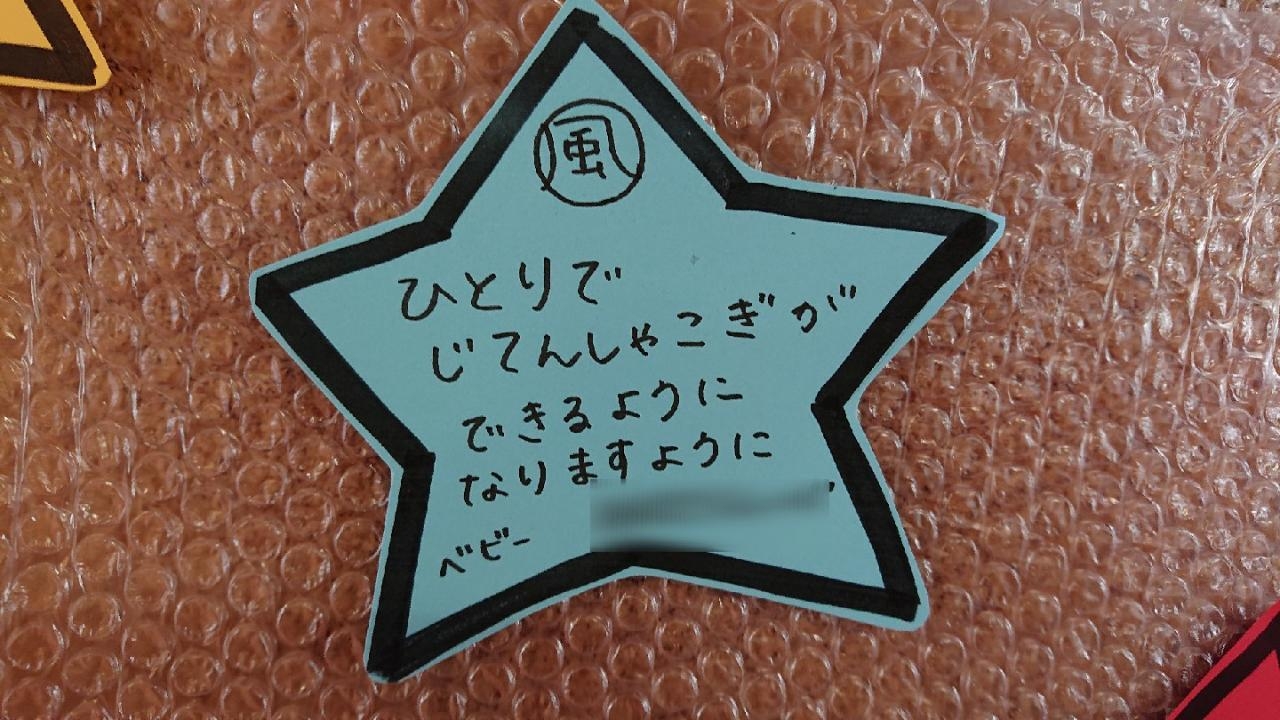 風
ひとりで
じてんしゃこぎが
できるように
なりますように
ベビー